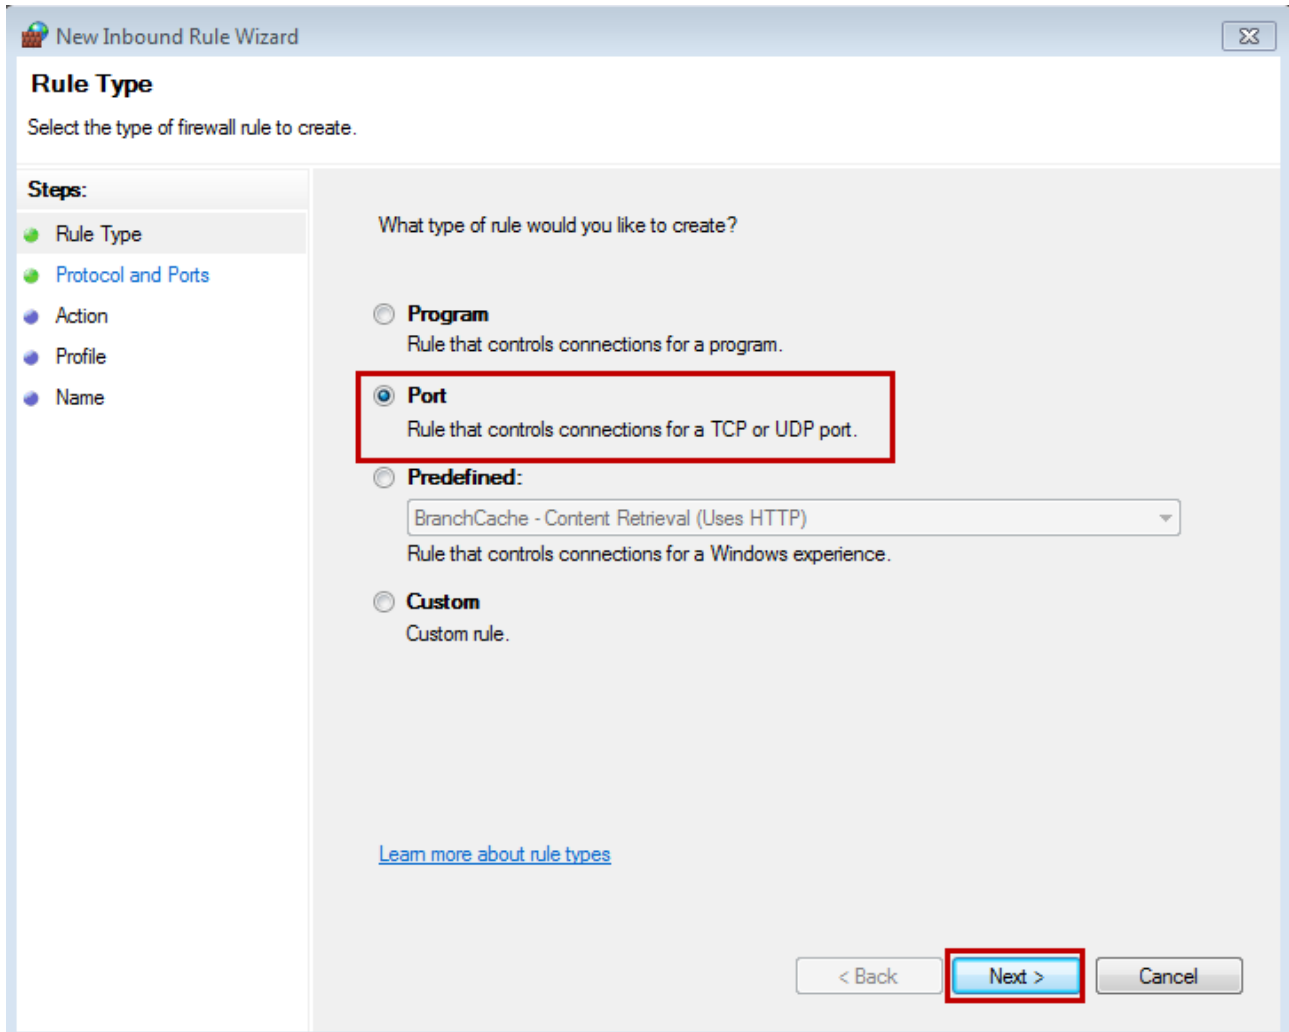 New Inbound Rule Wizard
Rule Type
Select the type of firewall rule to create.
Steps:
Rule Type
Protocol and Ports
Action
Profile
Name
What type of rule would you like to create?
Program
Rule that controls connections for a program.
Port
Rule that controls connections for a TCP or UDP port.
Predefined:
BranchCache - Content Retrieval (Uses HTTP)
Rule that controls connections for a Windows experience.
Custom
Custom rule.
Learn more about rule types
< Back
Next >
Cancel